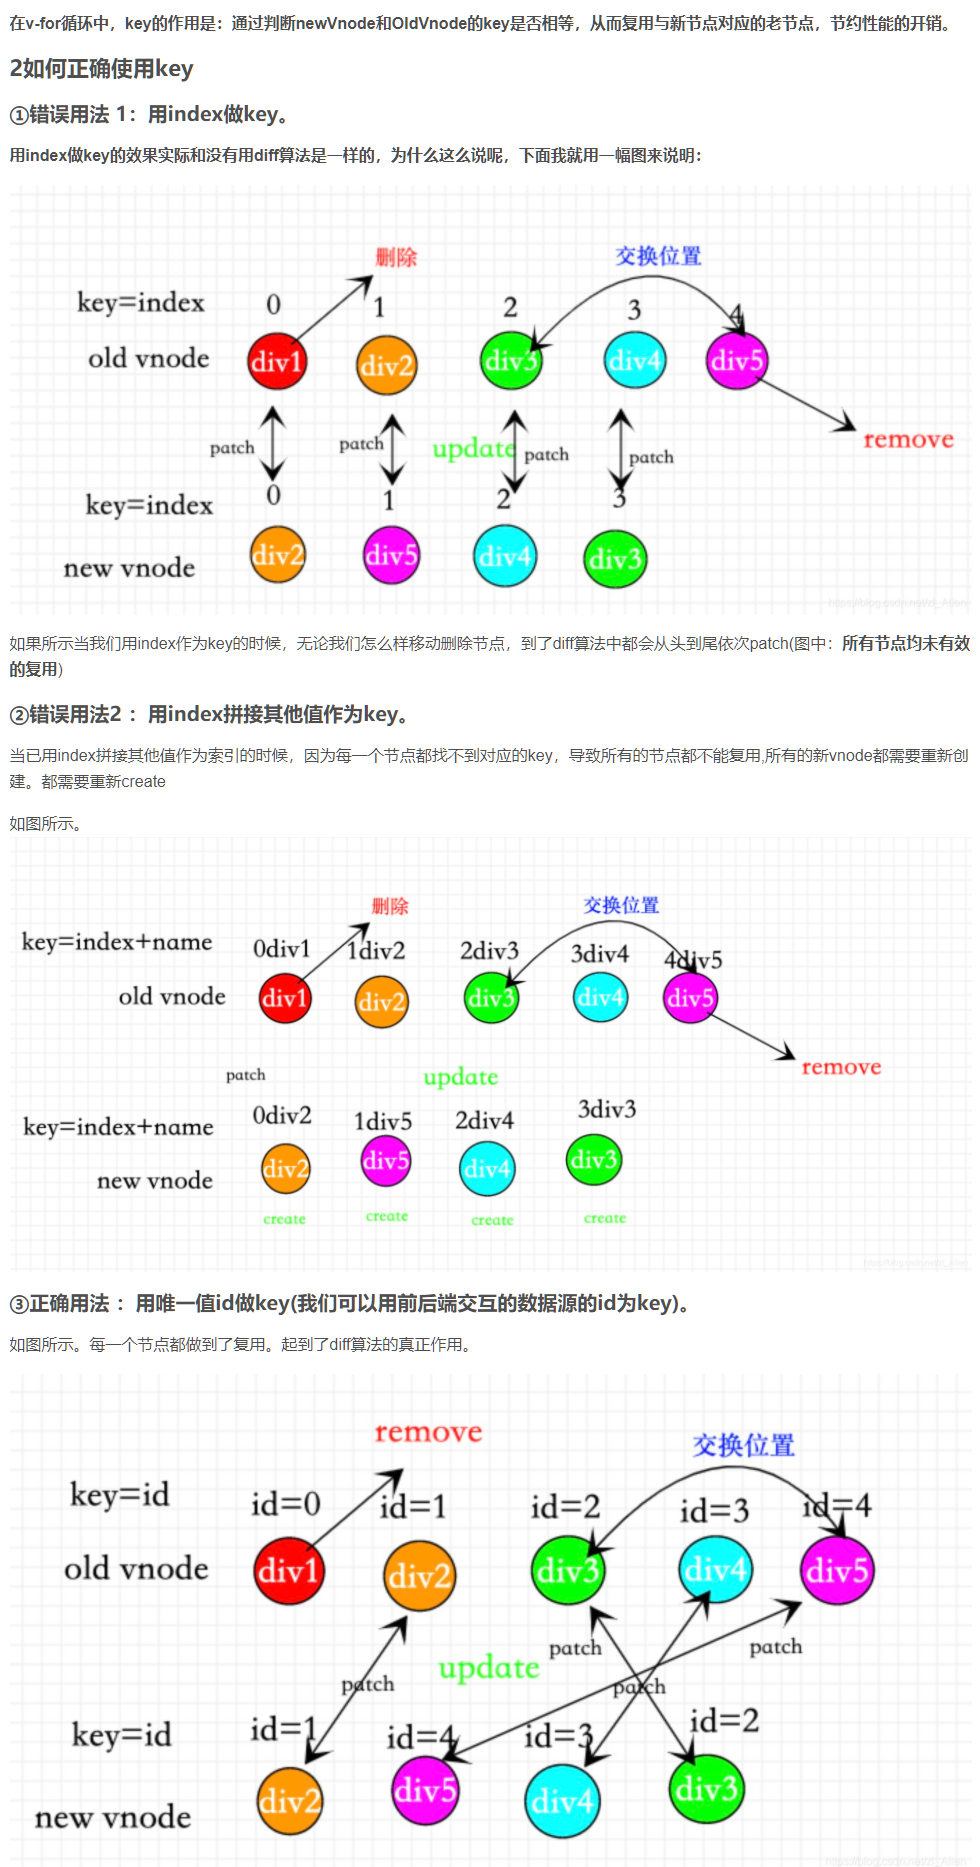 在v-for循环中，key的作用是：通过判断newVnode和OldVnode的key是否相等，从而复用与新节点对应的老节点，节约性能的开销。
2如何正确使用key
①错误用法 1：用index做key。
用index做key的效果实际和没有用diff算法是一样的，为什么这么说呢，下面我就用一幅图来说明：
删除 交换位置
key=index 0 1 2 3 4
old vnode div1 div2 div3 div4 div5
patch patch update patch patch remove
key=index 0 1 2 3
new vnode div2 div5 div4 div3
如果所示当我们用index作为key的时候，无论我们怎么样移动删除节点，到了diff算法中都会从头到尾依次patch(图中：所有节点均未有效
的复用)
②错误用法2 ：用index拼接其他值作为key。
当已用index拼接其他值作为索引的时候，因为每一个节点都找不到对应的key，导致所有的节点都不能复用,所有的新vnode都需要重新创
建。都需要重新create
如图所示。
删除 交换位置
key=index+name 0div1 1div2 2div3 3div4 4div5
old vnode div1 div2 div3 div4 div5
patch update remove
key=index+name 0div2 1div5 2div4 3div3
new vnode div2 div5 div4 div3
create create create create
③正确用法 ：用唯一值id做key(我们可以用前后端交互的数据源的id为key)。
如图所示。每一个节点都做到了复用。起到了diff算法的真正作用。
remove 交换位置
key=id id=0 id=1 id=2 id=3 id=4
old vnode div1 div2 div3 div4 div5
patch update patch patch patch
key=id id=1 id=4 id=3 id=2
new vnode div2 div5 div4 div3